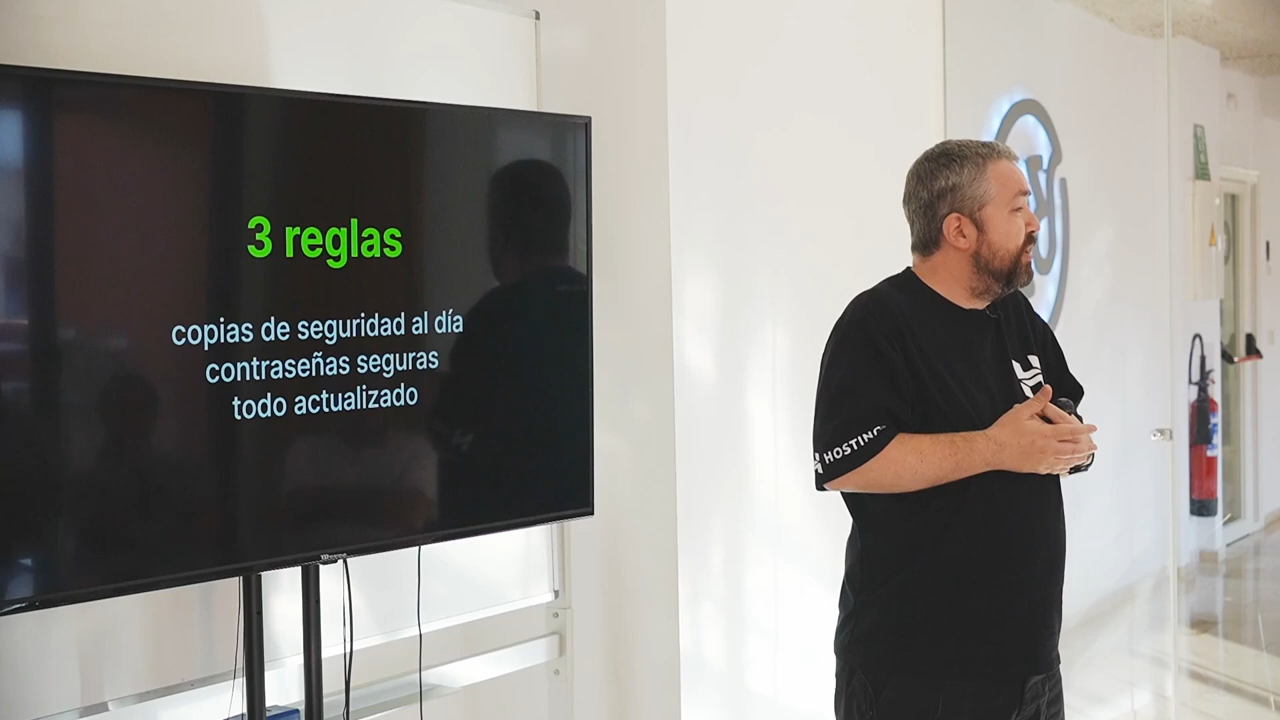 3 reglas
copias de seguridad al día
contraseñas seguras
todo actualizado
HOSTING